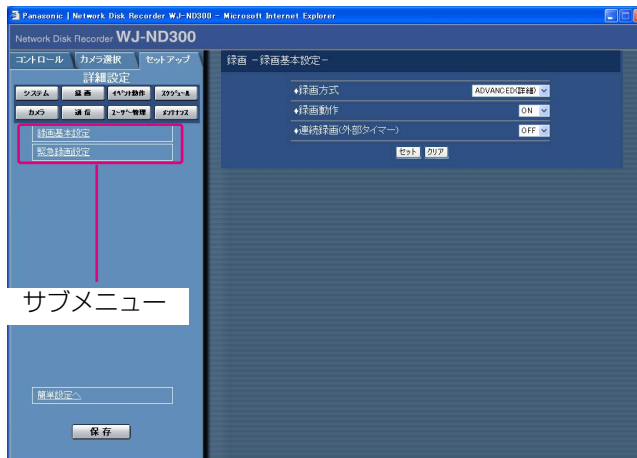 Panasonic | Network Disk Recorder WJ-ND300 - Microsoft Internet Explorer
Network Disk Recorder WJ-ND300
コントロール カメラ選択 セットアップ
詳細設定
システム 録画 イベント動作 スケジュール
カメラ 通信 ユーザー管理 メンテナンス
録画基本設定
緊急録画設定
サブメニュー
簡単設定へ
保存
録画 -録画基本設定-
♦録画方式 ADVANCED(詳細)
♦録画動作 ON
♦連続録画(外部タイマー) OFF
セット クリア